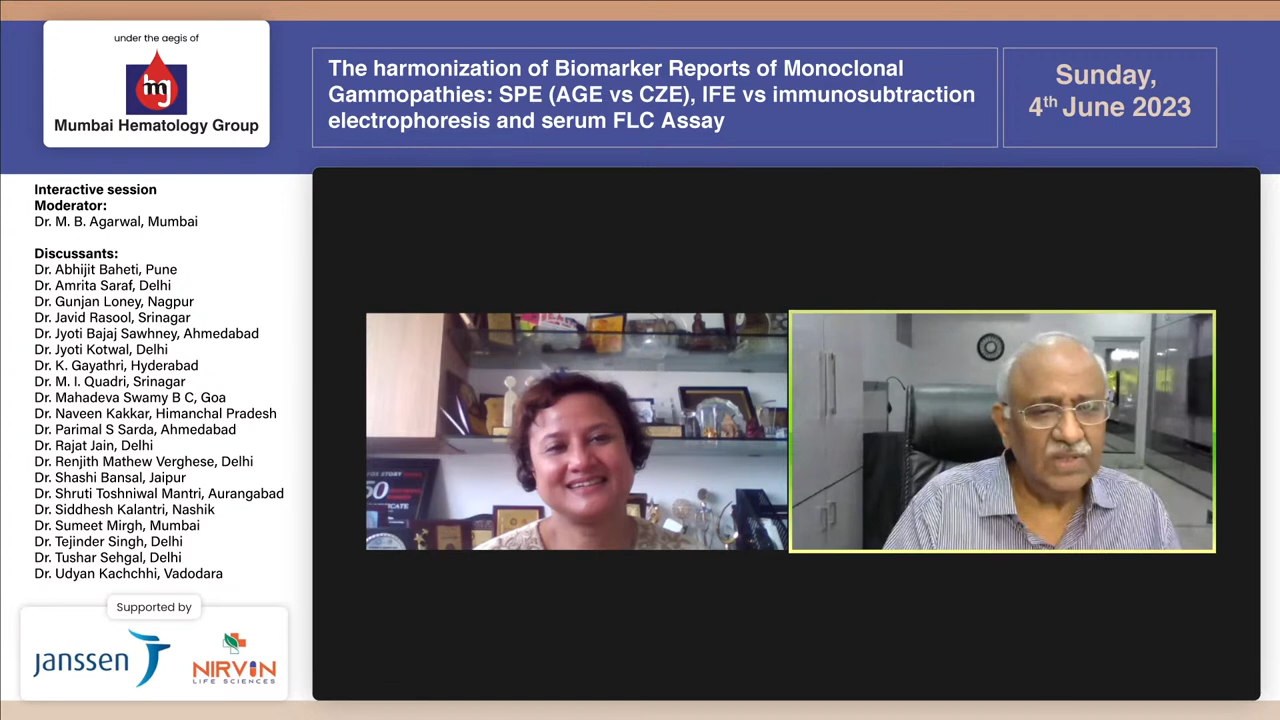 under the aegis of
hg
Mumbai Hematology Group
The harmonization of Biomarker Reports of Monoclonal
Gammopathies: SPE (AGE vs CZE), IFE vs immunosubtraction
electrophoresis and serum FLC Assay
Sunday,
4th June 2023
Interactive session
Moderator:
Dr. M. B. Agarwal, Mumbai
Discussants:
Dr. Abhijit Baheti, Pune
Dr. Amrita Saraf, Delhi
Dr. Gunjan Loney, Nagpur
Dr. Javid Rasool, Srinagar
Dr. Jyoti Bajaj Sawhney, Ahmedabad
Dr. Jyoti Kotwal, Delhi
Dr. K. Gayathri, Hyderabad
Dr. M. I. Quadri, Srinagar
Dr. Mahadeva Swamy B C, Goa
Dr. Naveen Kakkar, Himanchal Pradesh
Dr. Parimal S Sarda, Ahmedabad
Dr. Rajat Jain, Delhi
Dr. Renjith Mathew Verghese, Delhi
Dr. Shashi Bansal, Jaipur
Dr. Shruti Toshniwal Mantri, Aurangabad
Dr. Siddhesh Kalantri, Nashik
Dr. Sumeet Mirgh, Mumbai
Dr. Tejinder Singh, Delhi
Dr. Tushar Sehgal, Delhi
Dr. Udyan Kachchhi, Vadodara
Supported by
janssen
NIRVIN
LIFE SCIENCES
50